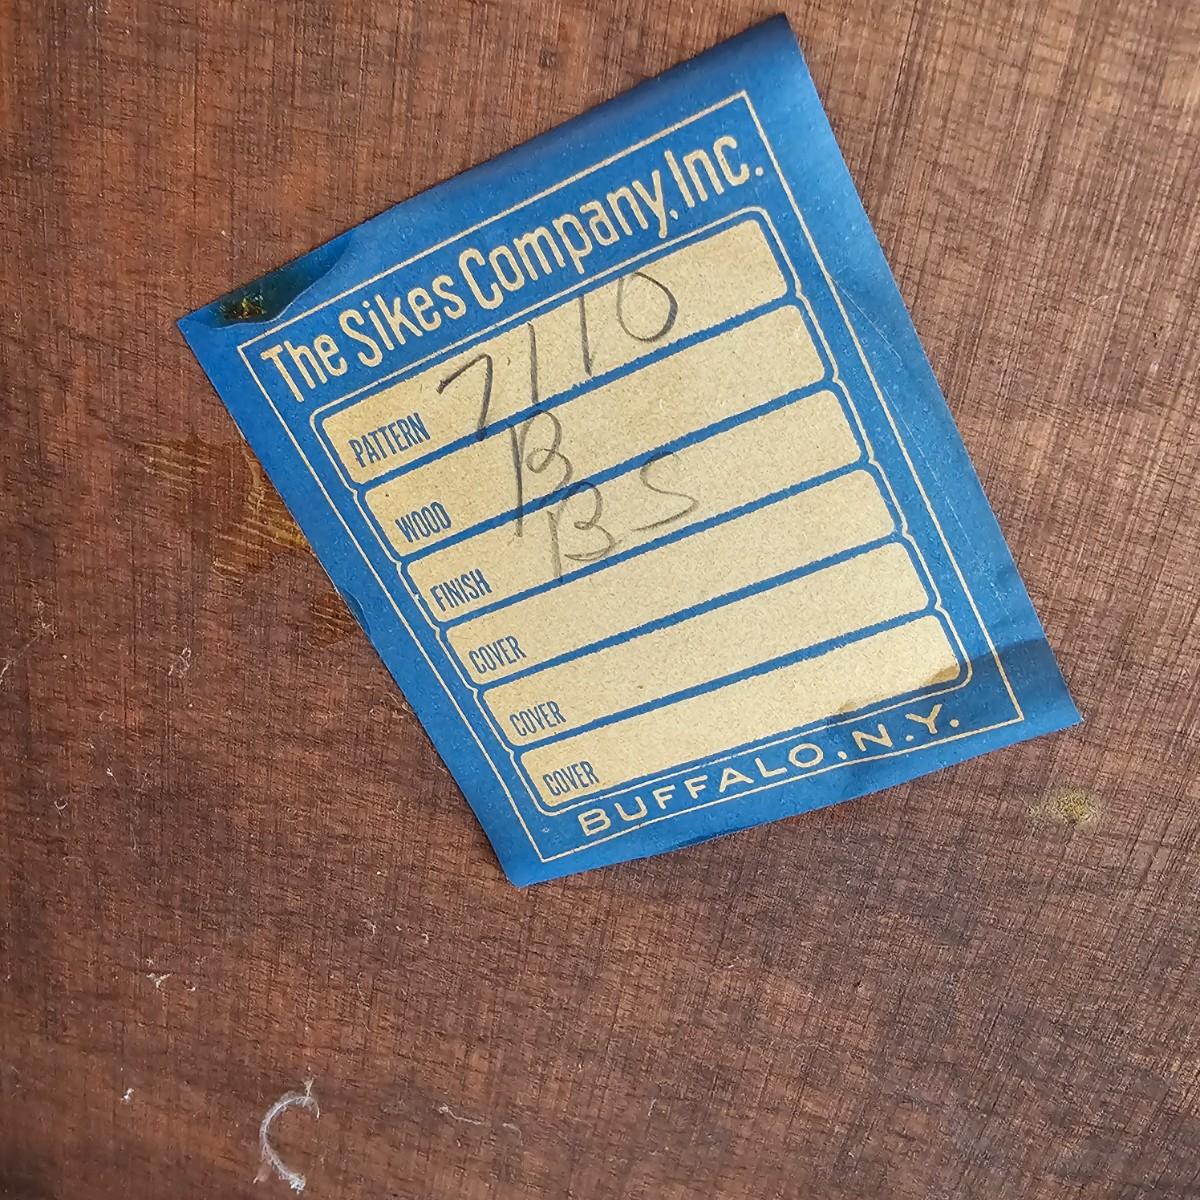 The Sikes Company, Inc.
PATTERN 7110
WOOD B
FINISH BS
COVER
COVER
COVER
BUFFALO, N.Y.